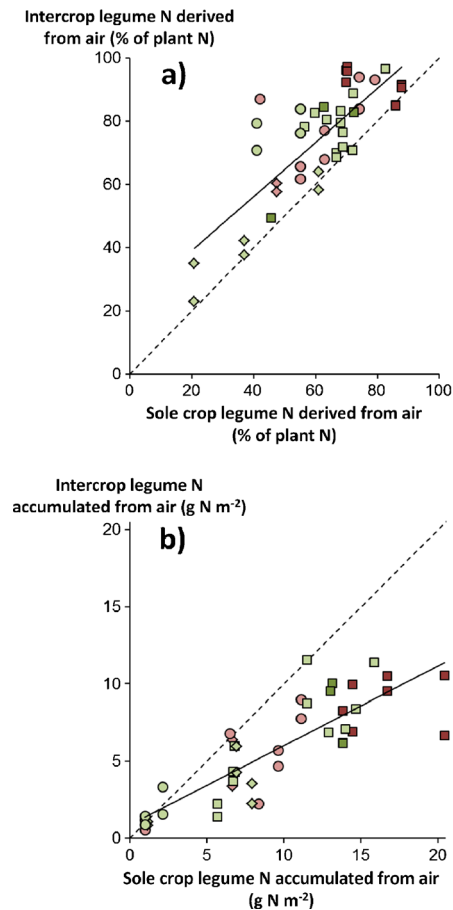 Intercrop legume N derived
from air (% of plant N)
a)
100
80
60
40
20
0
0 20 40 60 80 100
Sole crop legume N derived from air
(% of plant N)
Intercrop legume N
accumulated from air (g N m-2)
b)
20
15
10
5
0
0 5 10 15 20
Sole crop legume N accumulated from air
(g N m-2)